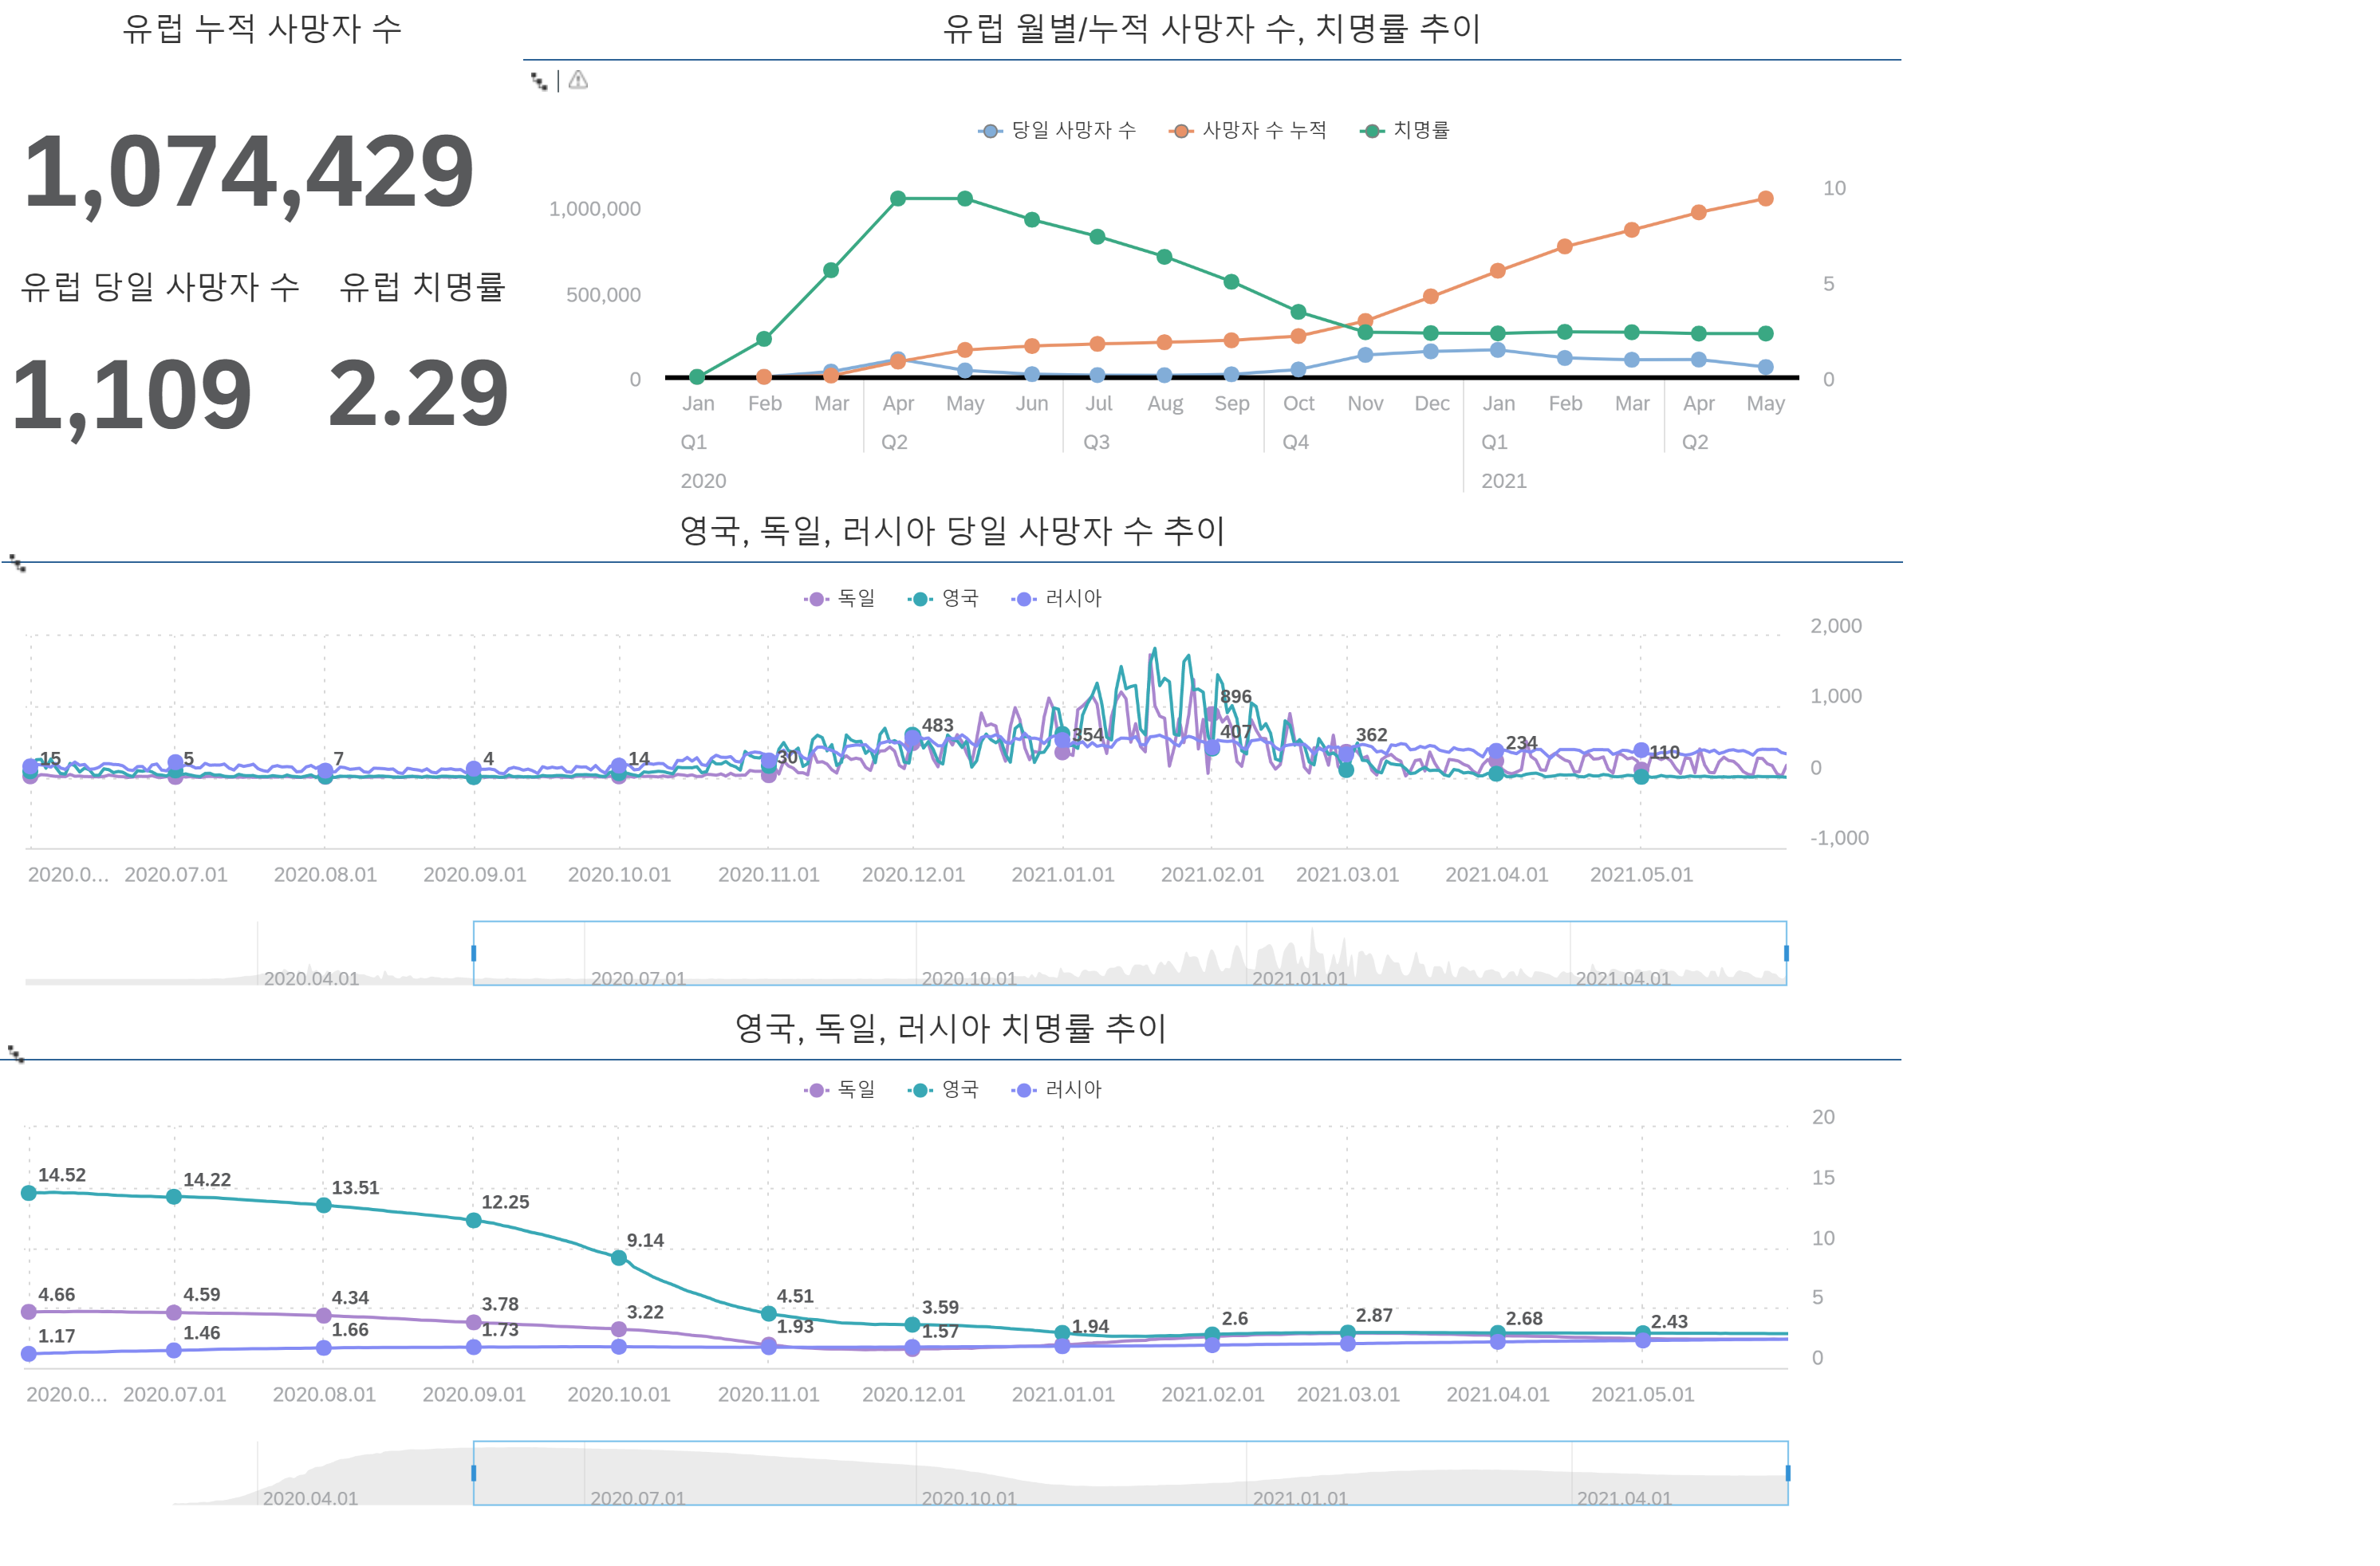 유럽 누적 사망자 수
1,074,429
유럽 당일 사망자 수
유럽 치명률
1,109
2.29
유럽 월별/누적 사망자 수, 치명률 추이
당일 사망자 수
사망자 수 누적
치명률
1,000,000
500,000
0
10
5
0
Jan Feb Mar Apr May Jun Jul Aug Sep Oct Nov Dec Jan Feb Mar Apr May
Q1 Q2 Q3 Q4 Q1 Q2
2020 2021
영국, 독일, 러시아 당일 사망자 수 추이
독일 영국 러시아
2,000
1,000
0
-1,000
15 5 7 4 14 30 483 354 896 407 362 234 110
2020.0... 2020.07.01 2020.08.01 2020.09.01 2020.10.01 2020.11.01 2020.12.01 2021.01.01 2021.02.01 2021.03.01 2021.04.01 2021.05.01
2020.04.01 2020.07.01 2020.10.01 2021.01.01 2021.04.01
영국, 독일, 러시아 치명률 추이
독일 영국 러시아
20
15
10
5
0
14.52 14.22 13.51 12.25 9.14 4.51 3.59 1.94 2.6 2.87 2.68 2.43
4.66 4.59 4.34 3.78 3.22 1.93 1.57
1.17 1.46 1.66 1.73
2020.0... 2020.07.01 2020.08.01 2020.09.01 2020.10.01 2020.11.01 2020.12.01 2021.01.01 2021.02.01 2021.03.01 2021.04.01 2021.05.01
2020.04.01 2020.07.01 2020.10.01 2021.01.01 2021.04.01